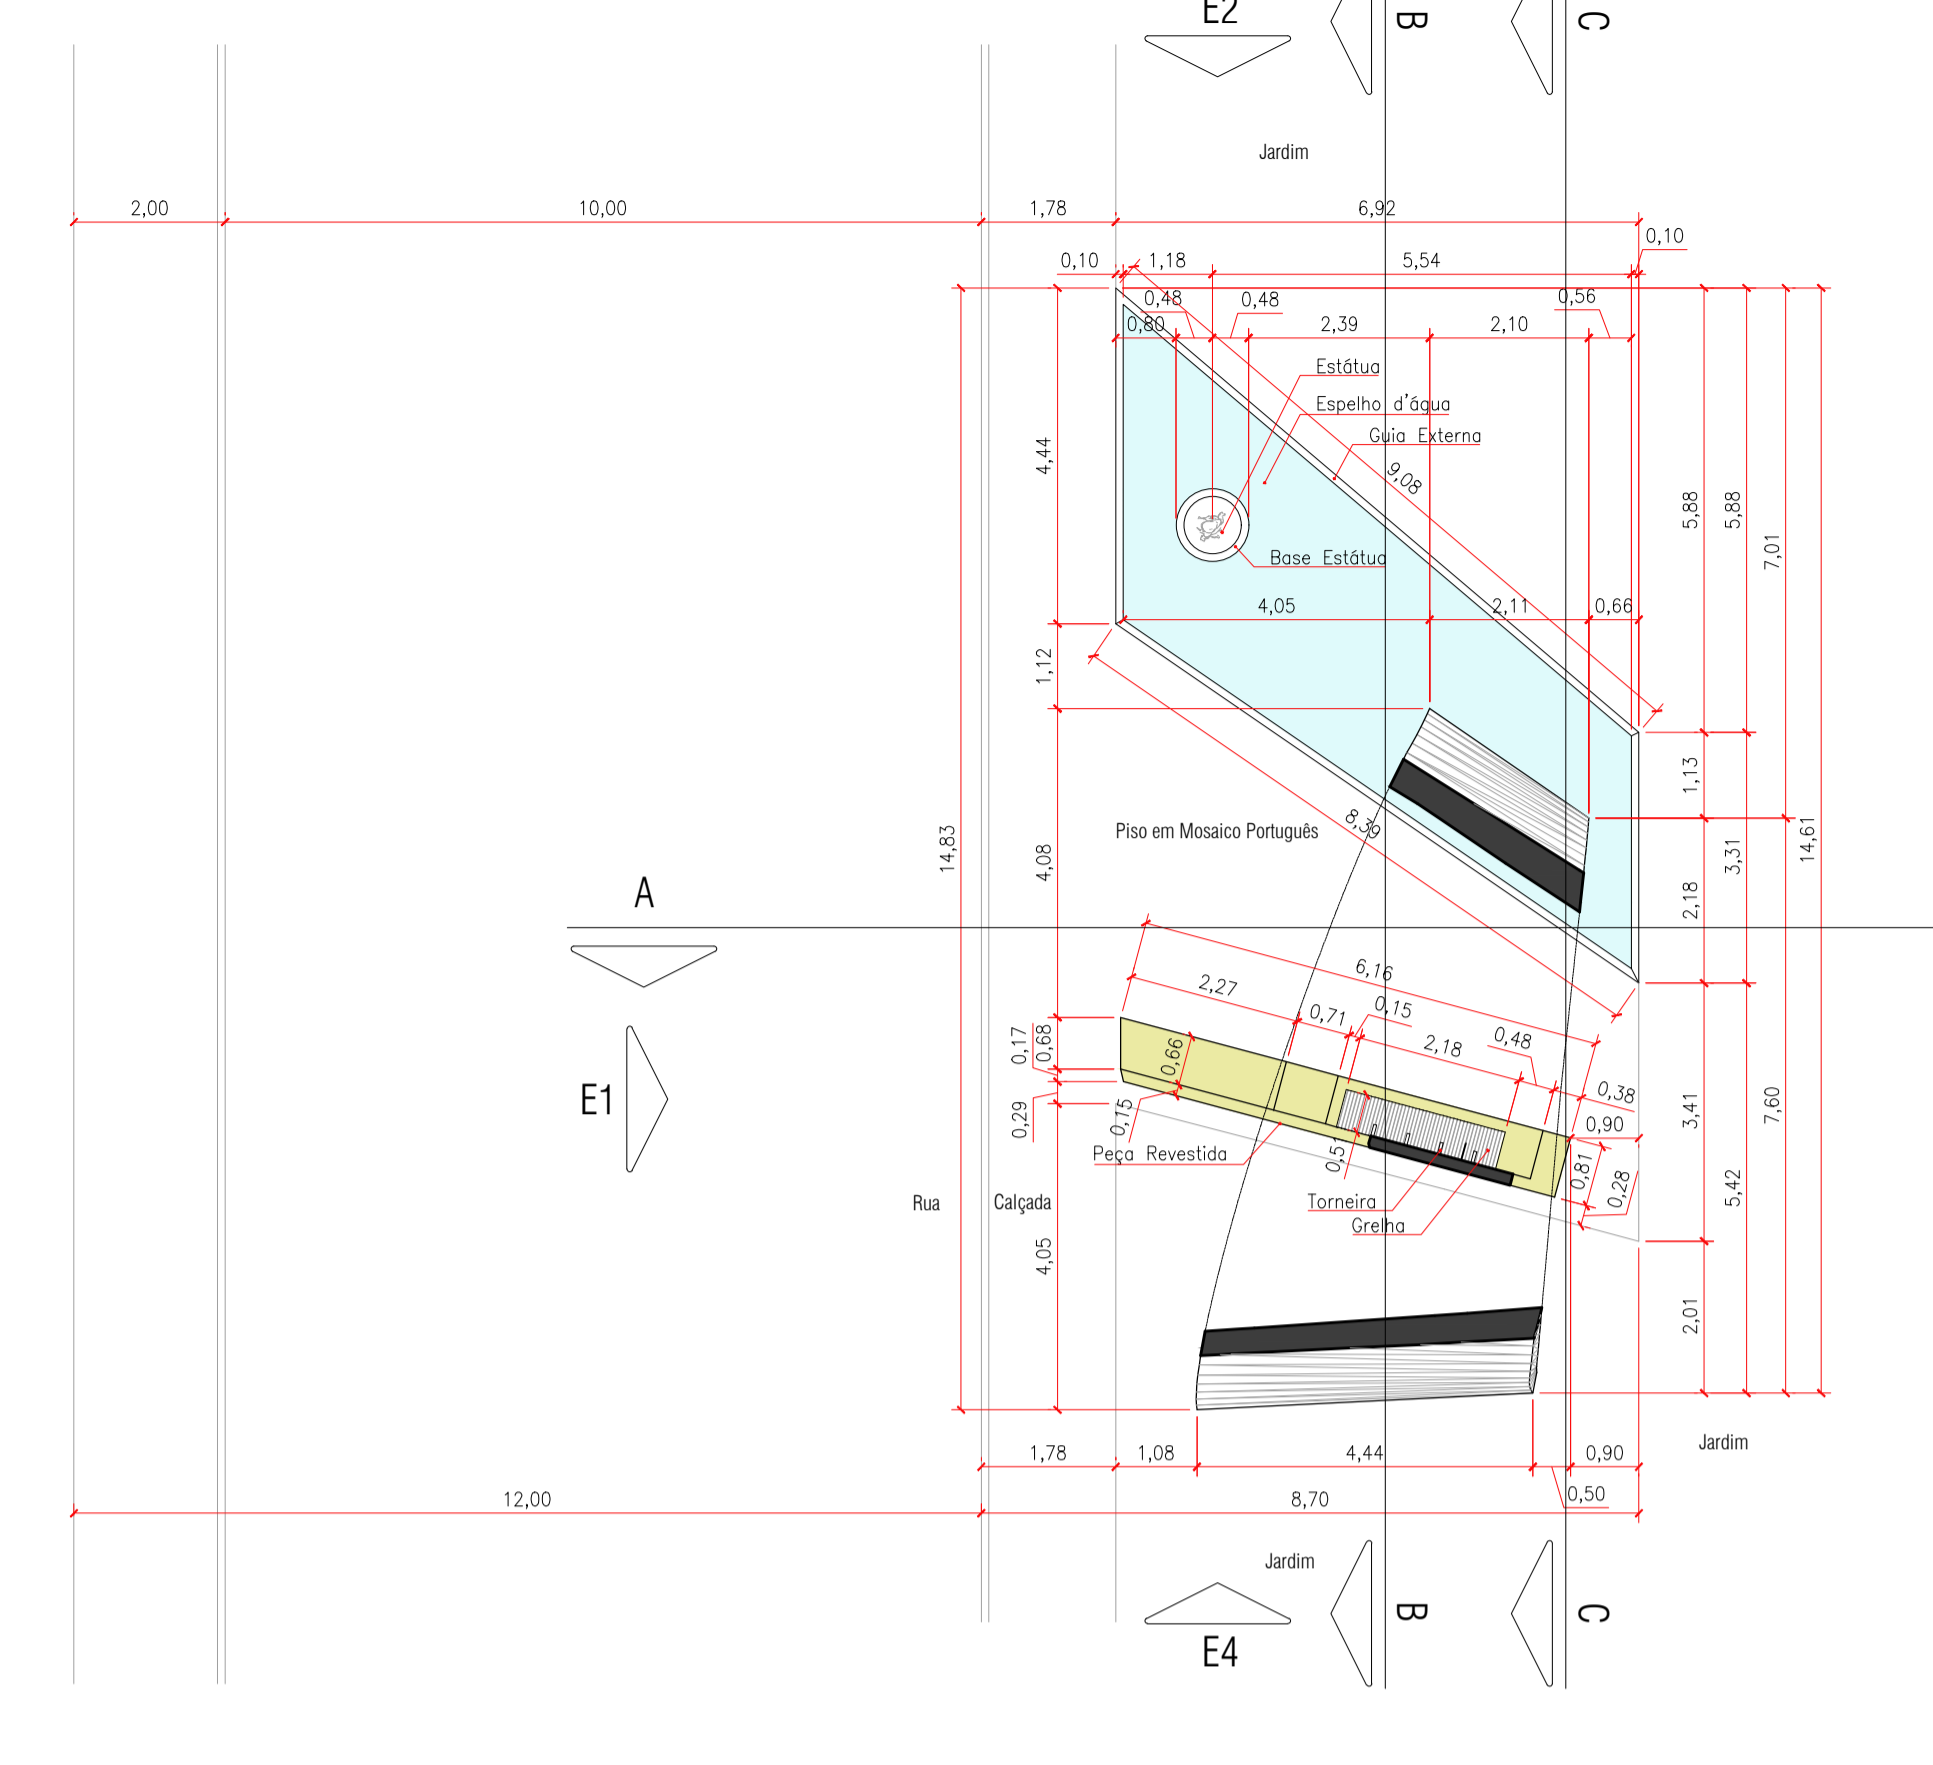 E2
B
C
Jardim
2,00
10,00
1,78
6,92
0,10
0,10
1,18
5,54
0,48
0,48
0,56
0,80
2,39
2,10
Estátua
Espelho d'água
Guia Externa
4,44
9,08
5,88
5,88
7,01
Base Estátua
4,05
2,11
0,66
1,12
1,13
Piso em Mosaico Português
8,39
14,83
4,08
3,31
14,61
A
2,18
6,16
2,27
0,71
0,15
2,18
0,48
0,17
0,68
0,66
0,38
E1
0,29
0,15
0,90
3,41
7,60
Peça Revestida
0,81
0,28
5,42
Rua
Calçada
Torneira
Grelha
4,05
2,01
Jardim
1,78
1,08
4,44
0,90
12,00
8,70
0,50
Jardim
E4
B
C